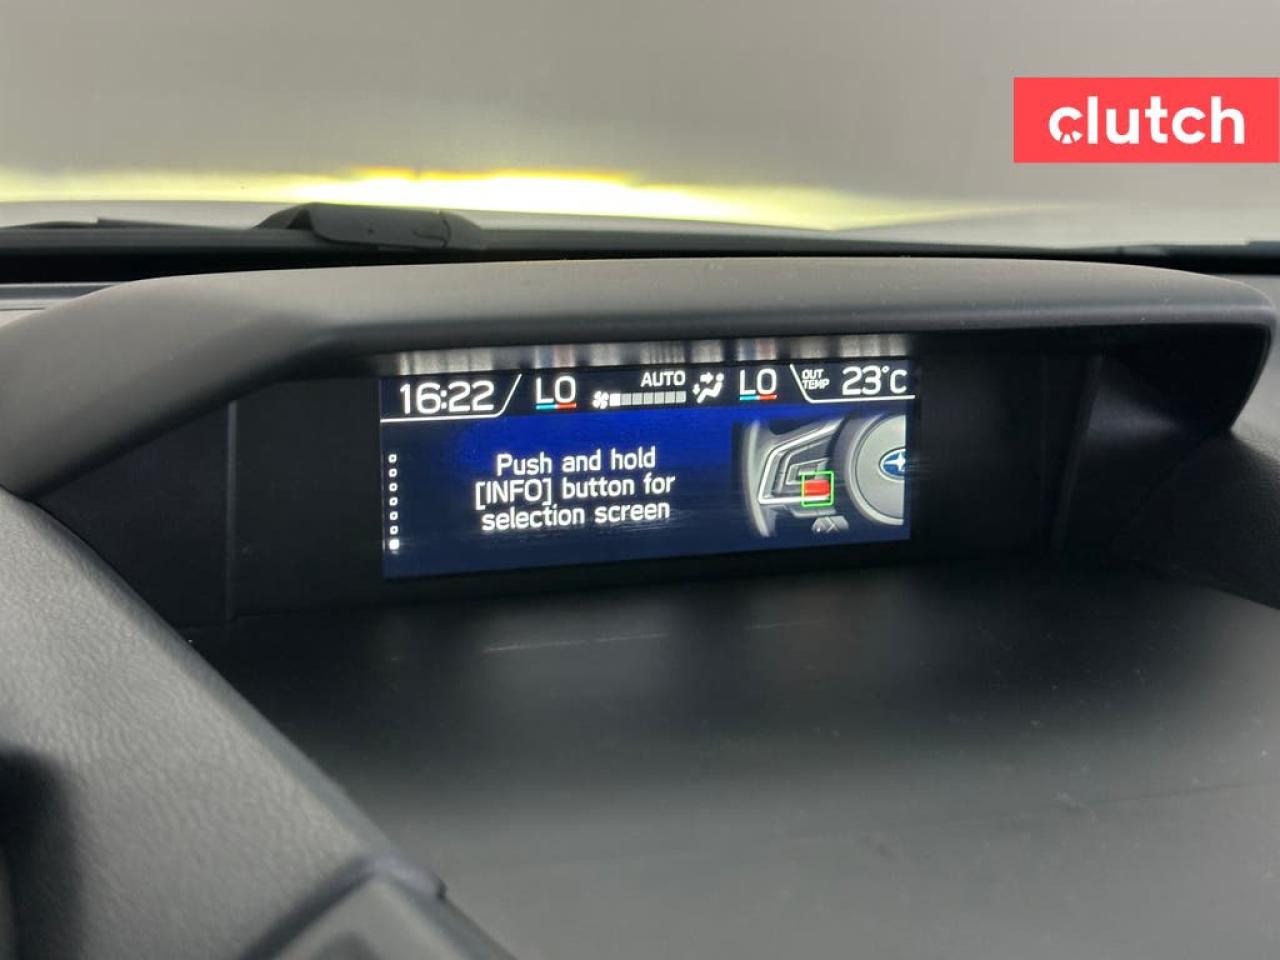 clutch
16:22 LO AUTO LO OUT TEMP 23°C
Push and hold
[INFO] button for
selection screen